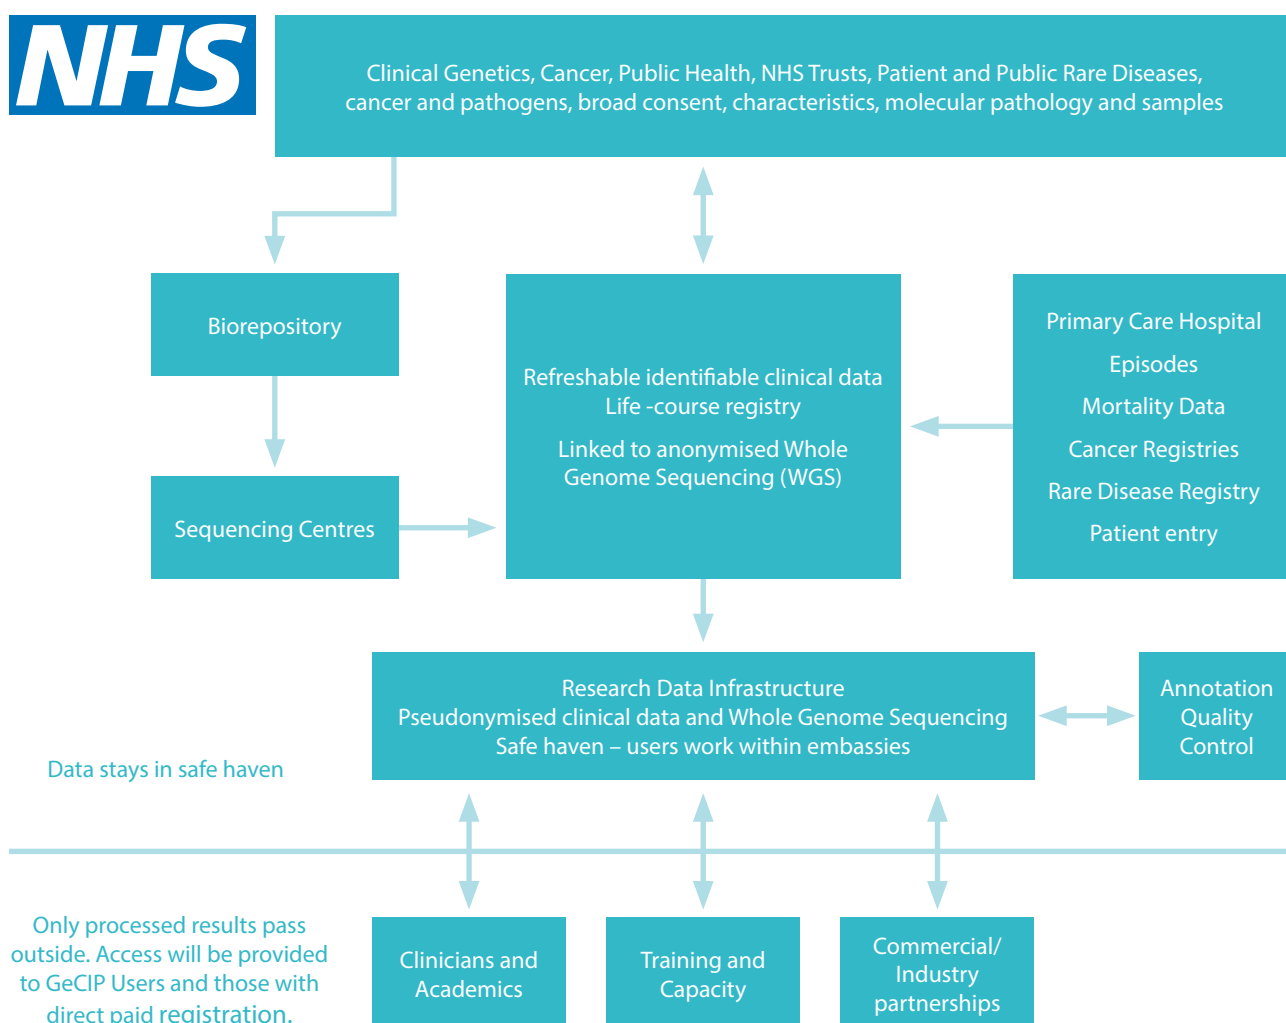 NHS
Clinical Genetics, Cancer, Public Health, NHS Trusts, Patient and Public Rare Diseases,
cancer and pathogens, broad consent, characteristics, molecular pathology and samples
Biorepository
Sequencing Centres
Refreshable identifiable clinical data
Life -course registry
Linked to anonymised Whole
Genome Sequencing (WGS)
Primary Care Hospital
Episodes
Mortality Data
Cancer Registries
Rare Disease Registry
Patient entry
Research Data Infrastructure
Pseudonymised clinical data and Whole Genome Sequencing
Safe haven – users work within embassies
Annotation
Quality
Control
Data stays in safe haven
Only processed results pass
outside. Access will be provided
to GeCIP Users and those with
direct paid registration.
Clinicians and
Academics
Training and
Capacity
Commercial/
Industry
partnerships